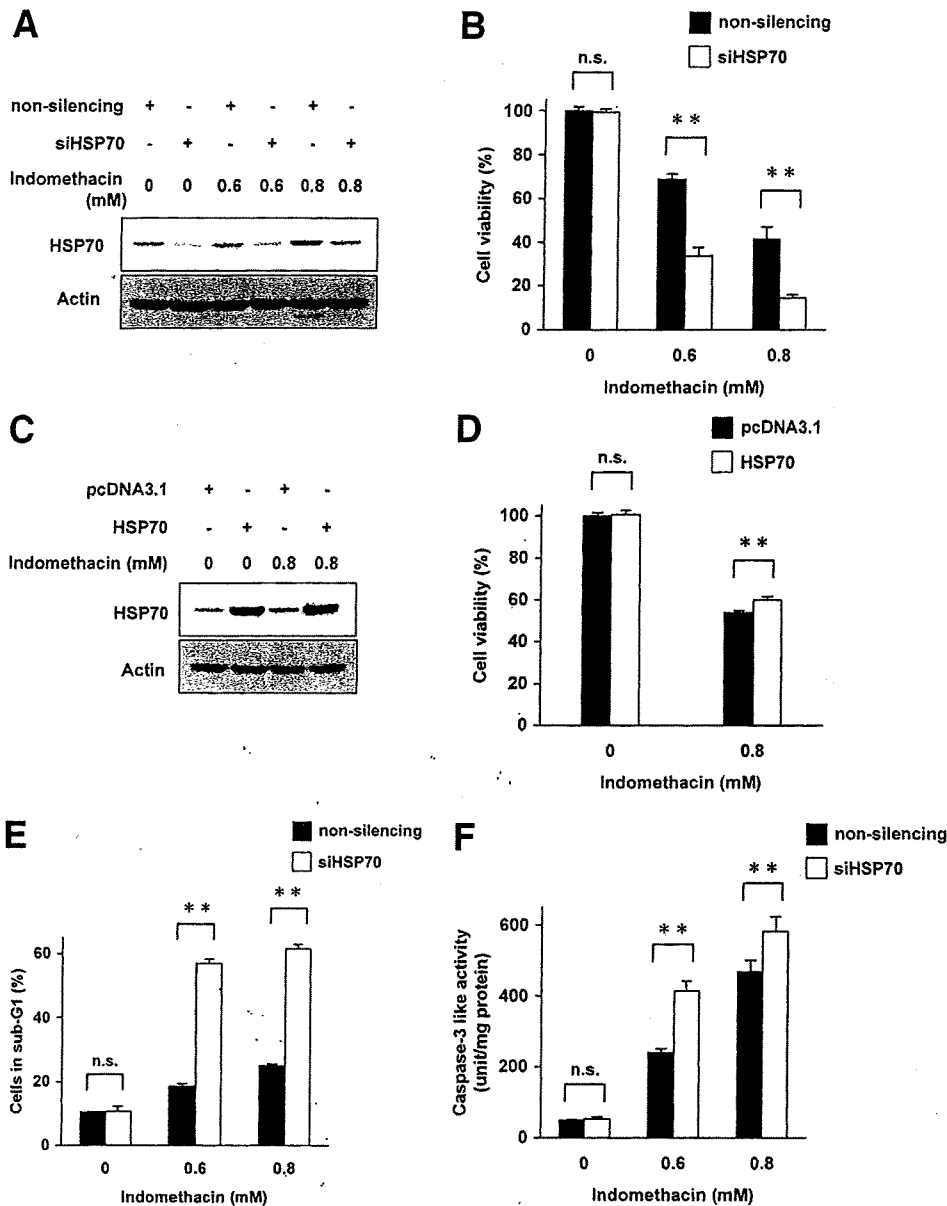 A
non-silencing + - + - + -
siHSP70 - + - + - +
Indomethacin (mM) 0 0 0.6 0.6 0.8 0.8
HSP70
Actin
B
non-silencing
siHSP70
n.s.
* *
* *
Cell viability (%)
100
80
60
40
20
0
0 0.6 0.8
Indomethacin (mM)
C
pcDNA3.1 + - + -
HSP70 - + - +
Indomethacin (mM) 0 0 0.8 0.8
HSP70
Actin
D
pcDNA3.1
HSP70
n.s.
* *
Cell viability (%)
100
80
60
40
20
0
0 0.8
Indomethacin (mM)
E
non-silencing
siHSP70
* *
* *
n.s.
Cells in sub-G1 (%)
60
40
20
0
0 0.6 0.8
Indomethacin (mM)
F
non-silencing
siHSP70
* *
* *
n.s.
Caspase-3 like activity
(unit/mg protein)
600
400
200
0
0 0.6 0.8
Indomethacin (mM)